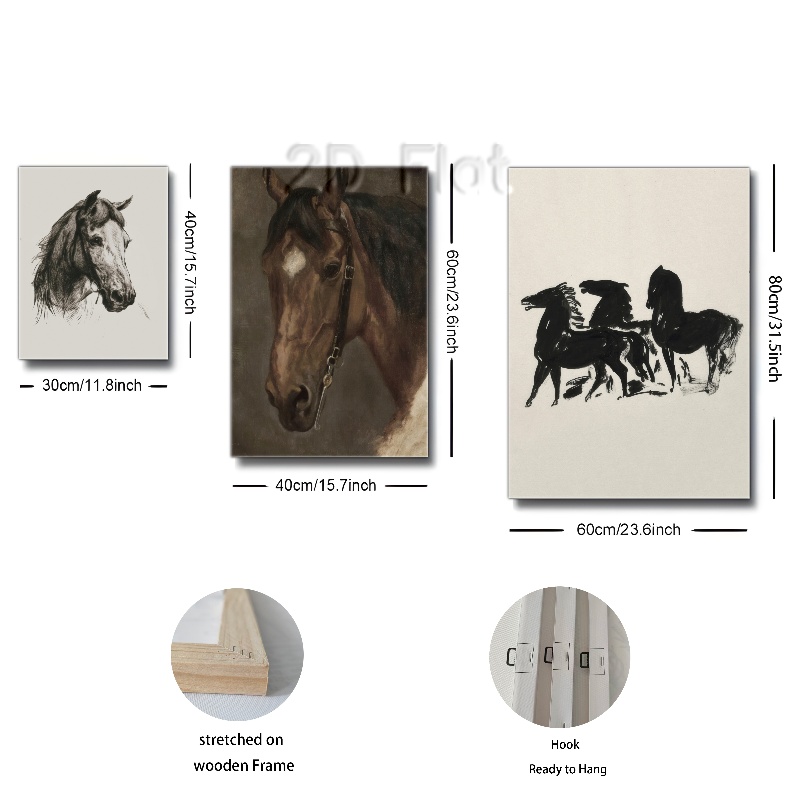 2D Flat
40cm/15.7inch
30cm/11.8inch
60cm/23.6inch
40cm/15.7inch
80cm/31.5inch
60cm/23.6inch
stretched on
wooden Frame
Hook
Ready to Hang